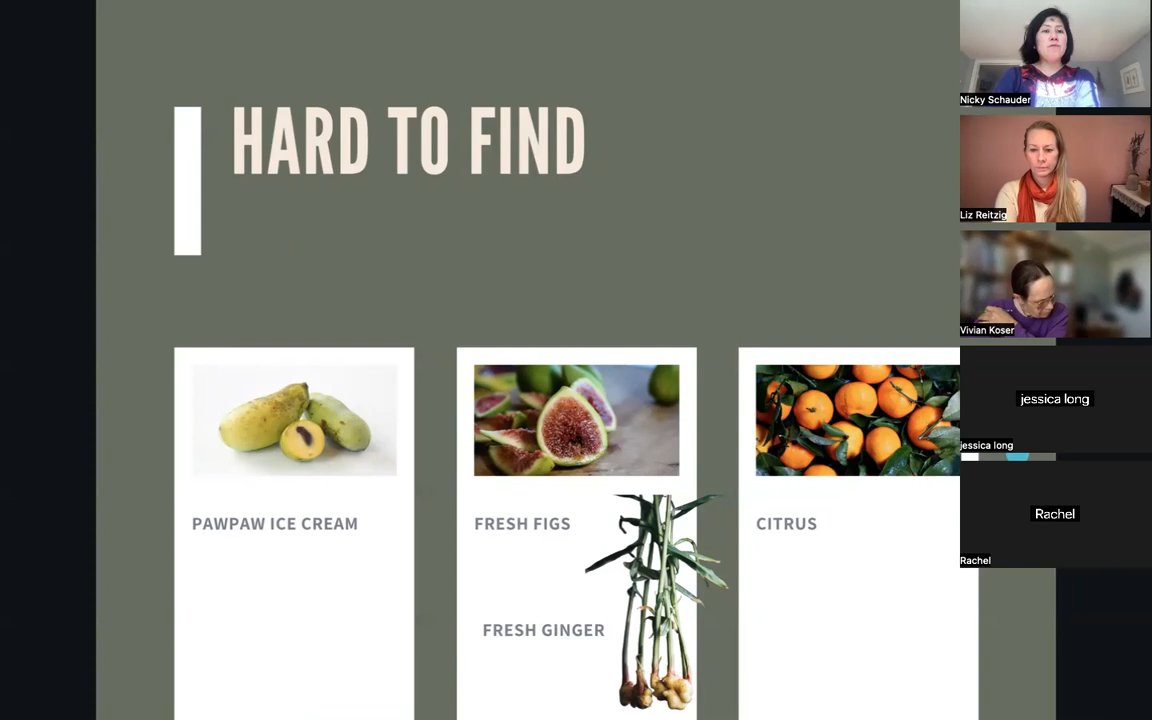 HARD TO FIND
PAWPAW ICE CREAM
FRESH FIGS
CITRUS
FRESH GINGER
Nicky Schauder
Liz Reitzig
Vivian Koser
jessica long
jessica long
Rachel
Rachel